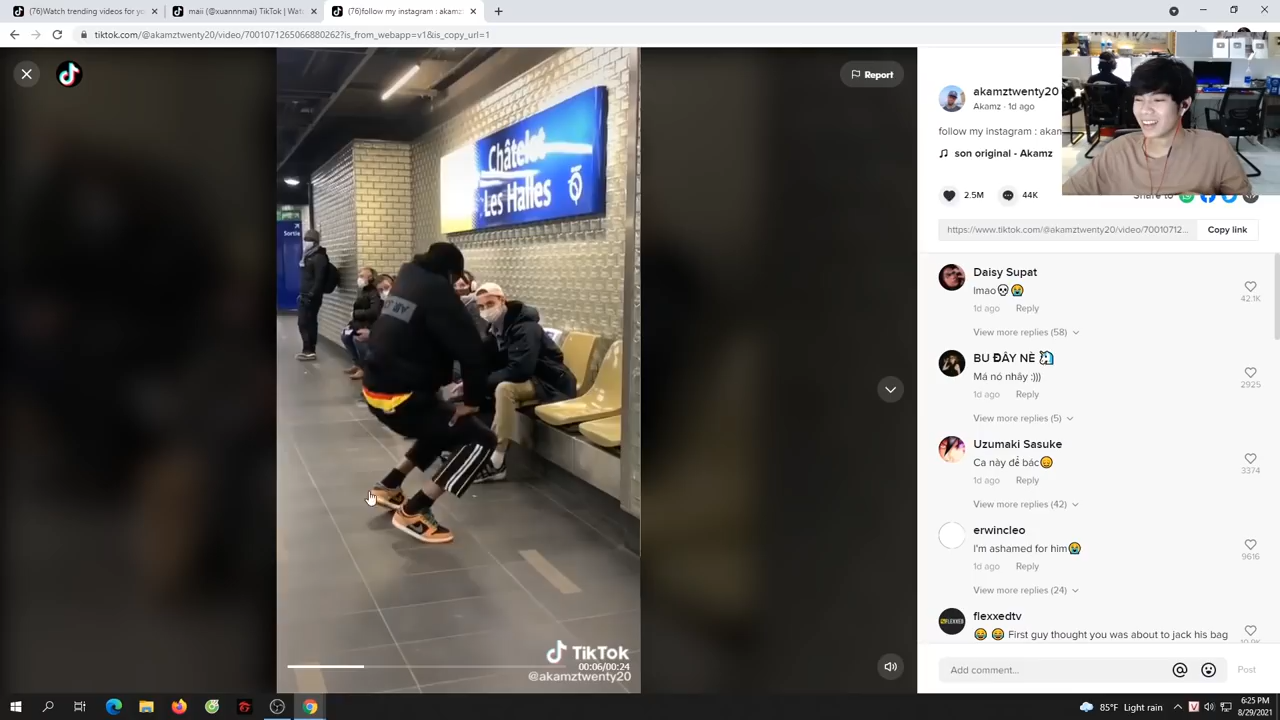 (76)Watch trending videos for yo
maii (@xuannnmai) TikTok | Wat
(76)follow my instagram : akamz
tiktok.com/@akamztwenty20/video/7001071265066880262?is_from_webapp=v1&is_copy_url=1
Report
Châtelet
Les Halles
Sortie
TikTok
00:06/00:24
@akamztwenty20
akamztwenty20
Akamz · 1d ago
follow my instagram : akam
son original - Akamz
2.5M
44K
Share to
https://www.tiktok.com/@akamztwenty20/video/70010712...
Copy link
Daisy Supat
lmao💀😭
42.1K
1d ago Reply
View more replies (58)
BU ĐÂY NÈ
Má nó nhây :)))
2925
1d ago Reply
View more replies (5)
Uzumaki Sasuke
Ca này để bác😑
3374
1d ago Reply
View more replies (42)
erwincleo
i'm ashamed for him😭
9616
1d ago Reply
View more replies (24)
flexxedtv
😂 😂 First guy thought you was about to jack his bag
10.9K
Add comment...
Post
85°F Light rain
6:25 PM
8/29/2021